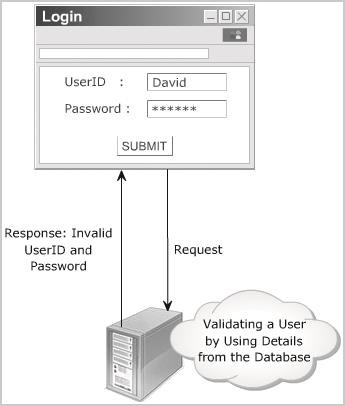 Login
UserID :
David
Password :
******
SUBMIT
Response: Invalid
UserID and
Password
Request
Validating a User
by Using Details
from the Database